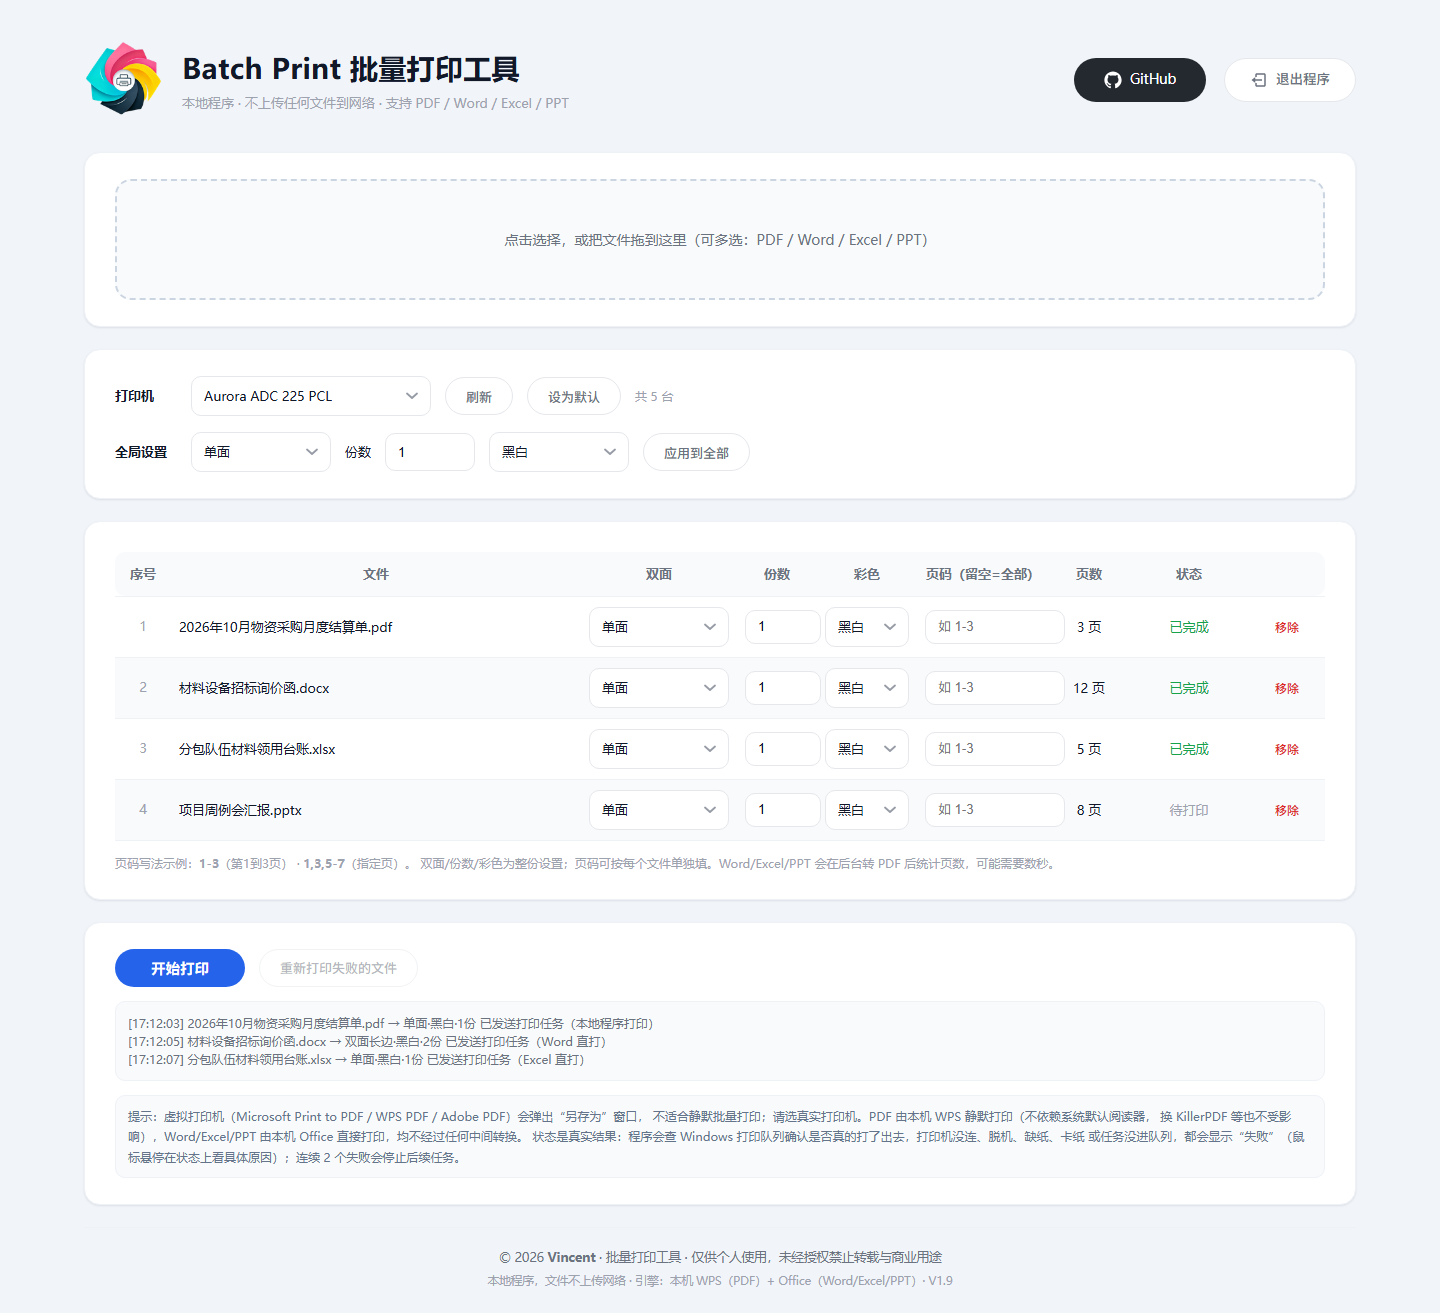 Batch Print 批量打印工具
本地程序 · 不上传任何文件到网络 · 支持 PDF / Word / Excel / PPT
GitHub
退出程序
点击选择，或把文件拖到这里（可多选：PDF / Word / Excel / PPT）
打印机 Aurora ADC 225 PCL 刷新 设为默认 共 5 台
全局设置 单面 份数 1 黑白 应用到全部
序号 文件 双面 份数 彩色 页码（留空=全部） 页数 状态
1 2026年10月物资采购月度结算单.pdf 单面 1 黑白 如 1-3 3 页 已完成 移除
2 材料设备招标询价函.docx 单面 1 黑白 如 1-3 12 页 已完成 移除
3 分包队伍材料领用台账.xlsx 单面 1 黑白 如 1-3 5 页 已完成 移除
4 项目周例会汇报.pptx 单面 1 黑白 如 1-3 8 页 待打印 移除
页码写法示例：1-3（第1到3页） · 1,3,5-7（指定页）。 双面/份数/彩色为整份设置；页码可按每个文件单独填。Word/Excel/PPT 会在后台转 PDF 后统计页数，可能需要数秒。
开始打印 重新打印失败的文件
[17:12:03] 2026年10月物资采购月度结算单.pdf → 单面·黑白·1份 已发送打印任务（本地程序打印）
[17:12:05] 材料设备招标询价函.docx → 双面长边·黑白·2份 已发送打印任务（Word 直打）
[17:12:07] 分包队伍材料领用台账.xlsx → 单面·黑白·1份 已发送打印任务（Excel 直打）
提示：虚拟打印机（Microsoft Print to PDF / WPS PDF / Adobe PDF）会弹出“另存为”窗口， 不适合静默批量打印；请选真实打印机。PDF 由本机 WPS 静默打印（不依赖系统默认阅读器， 换 KillerPDF 等也不受影
响），Word/Excel/PPT 由本机 Office 直接打印，均不经过任何中间转换。 状态是真实结果：程序会查 Windows 打印队列确认是否真的打了出去，打印机没连、脱机、缺纸、卡纸 或任务没进队列，都会显示“失败”（鼠
标悬停在状态上看具体原因）；连续 2 个失败会停止后续任务。
© 2026 Vincent · 批量打印工具 · 仅供个人使用，未经授权禁止转载与商业用途
本地程序，文件不上传网络 · 引擎：本机 WPS（PDF）+ Office（Word/Excel/PPT）· V1.9